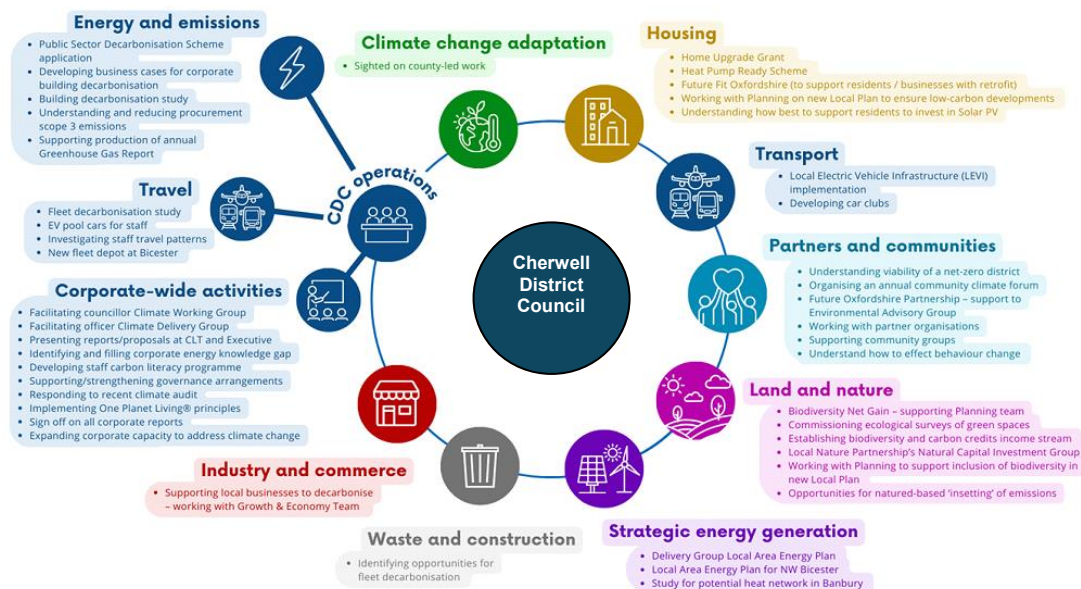 Energy and emissions
• Public Sector Decarbonisation Scheme
application
• Developing business cases for corporate
building decarbonisation
• Building decarbonisation study
• Understanding and reducing procurement
scope 3 emissions
• Supporting production of annual
Greenhouse Gas Report
Travel
• Fleet decarbonisation study
• EV pool cars for staff
• Investigating staff travel patterns
• New fleet depot at Bicester
Corporate-wide activities
• Facilitating councillor Climate Working Group
• Facilitating officer Climate Delivery Group
• Presenting reports/proposals at CLT and Executive
• Identifying and filling corporate energy knowledge gap
• Developing staff carbon literacy programme
• Supporting/strengthening governance arrangements
• Responding to recent climate audit
• Implementing One Planet Living® principles
• Sign off on all corporate reports
• Expanding corporate capacity to address climate change
CDC operations
Climate change adaptation
• Sighted on county-led work
Housing
• Home Upgrade Grant
• Heat Pump Ready Scheme
• Future Fit Oxfordshire (to support residents / businesses with retrofit)
• Working with Planning on new Local Plan to ensure low-carbon developments
• Understanding how best to support residents to invest in Solar PV
Transport
• Local Electric Vehicle Infrastructure (LEVI)
implementation
• Developing car clubs
Cherwell
District
Council
Partners and communities
• Understanding viability of a net-zero district
• Organising an annual community climate forum
• Future Oxfordshire Partnership – support to
Environmental Advisory Group
• Working with partner organisations
• Supporting community groups
• Understand how to effect behaviour change
Land and nature
• Biodiversity Net Gain – supporting Planning team
• Commissioning ecological surveys of green spaces
• Establishing biodiversity and carbon credits income stream
• Local Nature Partnership's Natural Capital Investment Group
• Working with Planning to support inclusion of biodiversity in
new Local Plan
• Opportunities for natured-based 'insetting' of emissions
Strategic energy generation
• Delivery Group Local Area Energy Plan
• Local Area Energy Plan for NW Bicester
• Study for potential heat network in Banbury
Waste and construction
• Identifying opportunities for
fleet decarbonisation
Industry and commerce
• Supporting local businesses to decarbonise
– working with Growth & Economy Team